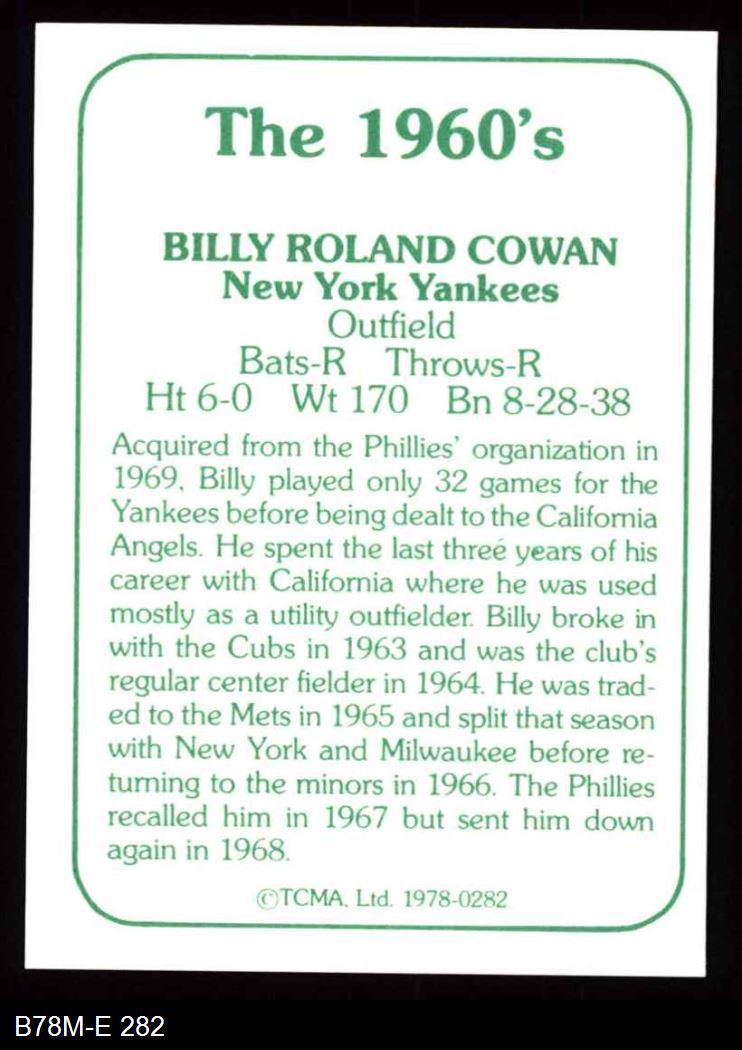 The 1960's
BILLY ROLAND COWAN
New York Yankees
Outfield
Bats-R Throws-R
Ht 6-0 Wt 170 Bn 8-28-38
Acquired from the Phillies' organization in
1969, Billy played only 32 games for the
Yankees before being dealt to the California
Angels. He spent the last three years of his
career with California where he was used
mostly as a utility outfielder. Billy broke in
with the Cubs in 1963 and was the club's
regular center fielder in 1964. He was trad-
ed to the Mets in 1965 and split that season
with New York and Milwaukee before re-
turning to the minors in 1966. The Phillies
recalled him in 1967 but sent him down
again in 1968.
©TCMA, Ltd. 1978-0282
B78M-E 282